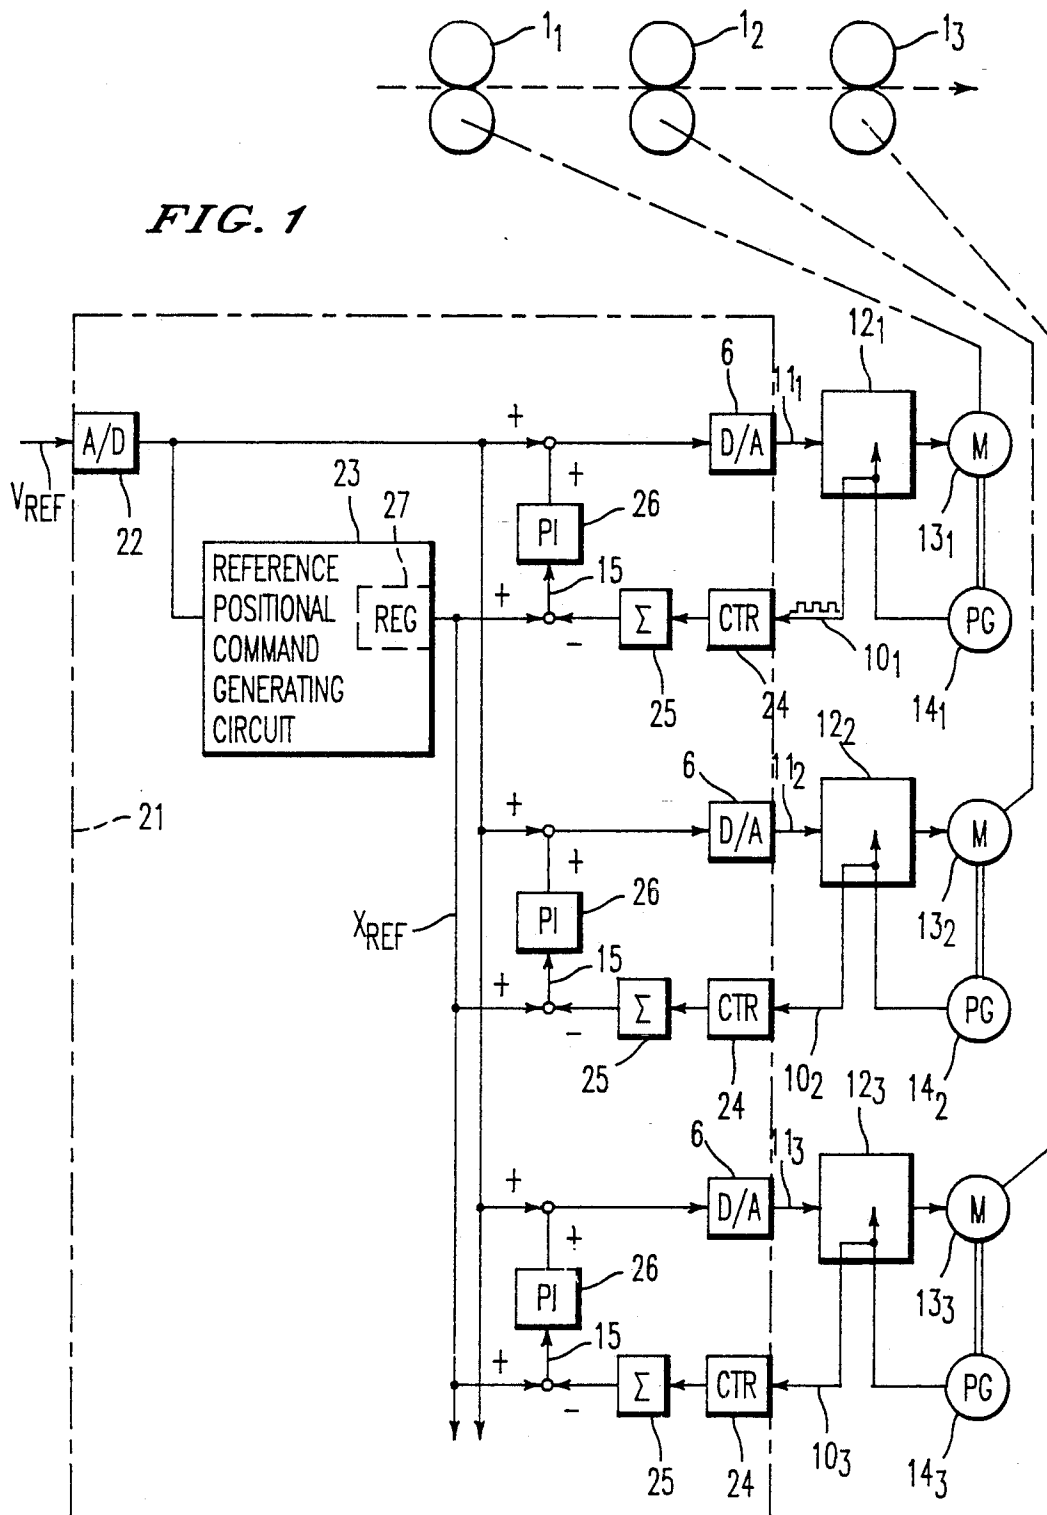 1₁ 1₂ 1₃
FIG. 1
12₁
6 11₁
A/D + D/A M
V_REF 22 23 27 + PI 26 13₁
REFERENCE
POSITIONAL
COMMAND
GENERATING
CIRCUIT
REG
+ 15 Σ CTR PG
− 10₁
25 24 14₁
12₂
6 11₂
21 + D/A M
+ 26 13₂
X_REF PI
15
+ Σ CTR PG
−
25 24 10₂ 14₂
12₃
6 11₃
+ D/A M
+ 26
PI 13₃
15
+ Σ CTR PG
−
25 24 10₃ 14₃